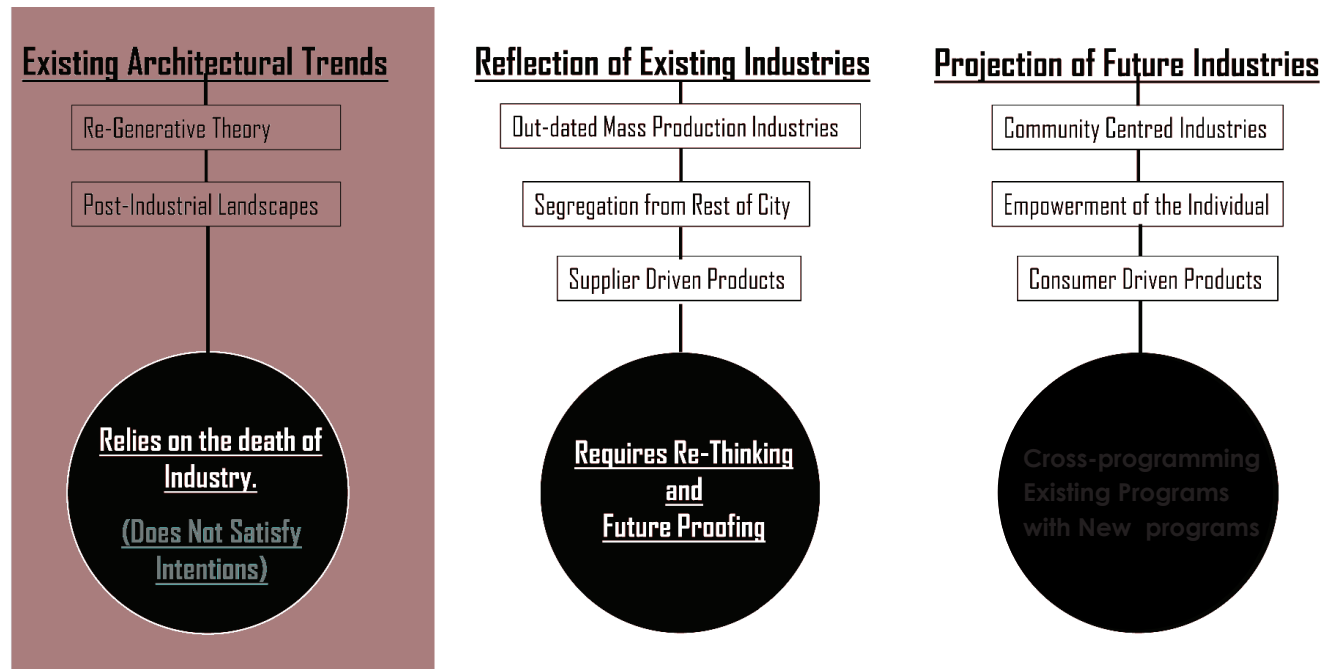 Existing Architectural Trends
Re-Generative Theory
Post-Industrial Landscapes
Relies on the death of
Industry.
(Does Not Satisfy
Intentions)
Reflection of Existing Industries
Out-dated Mass Production Industries
Segregation from Rest of City
Supplier Driven Products
Requires Re-Thinking
and
Future Proofing
Projection of Future Industries
Community Centred Industries
Empowerment of the Individual
Consumer Driven Products
Cross-programming
Existing Programs
with New programs